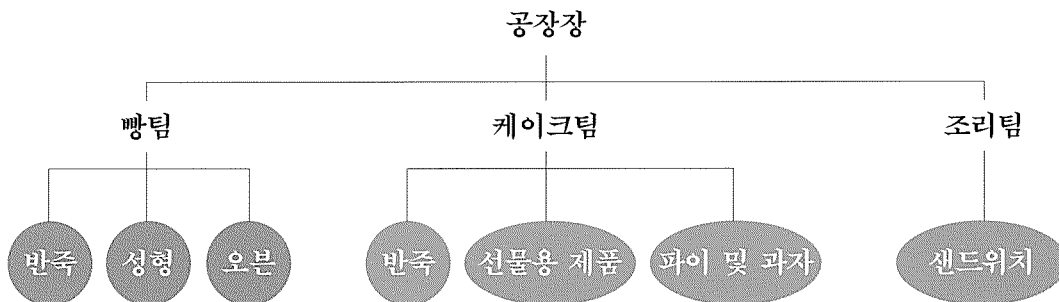 공장장
빵팀 케이크팀 조리팀
반죽 성형 오븐 반죽 선물용 제품 파이 및 과자 샌드위치